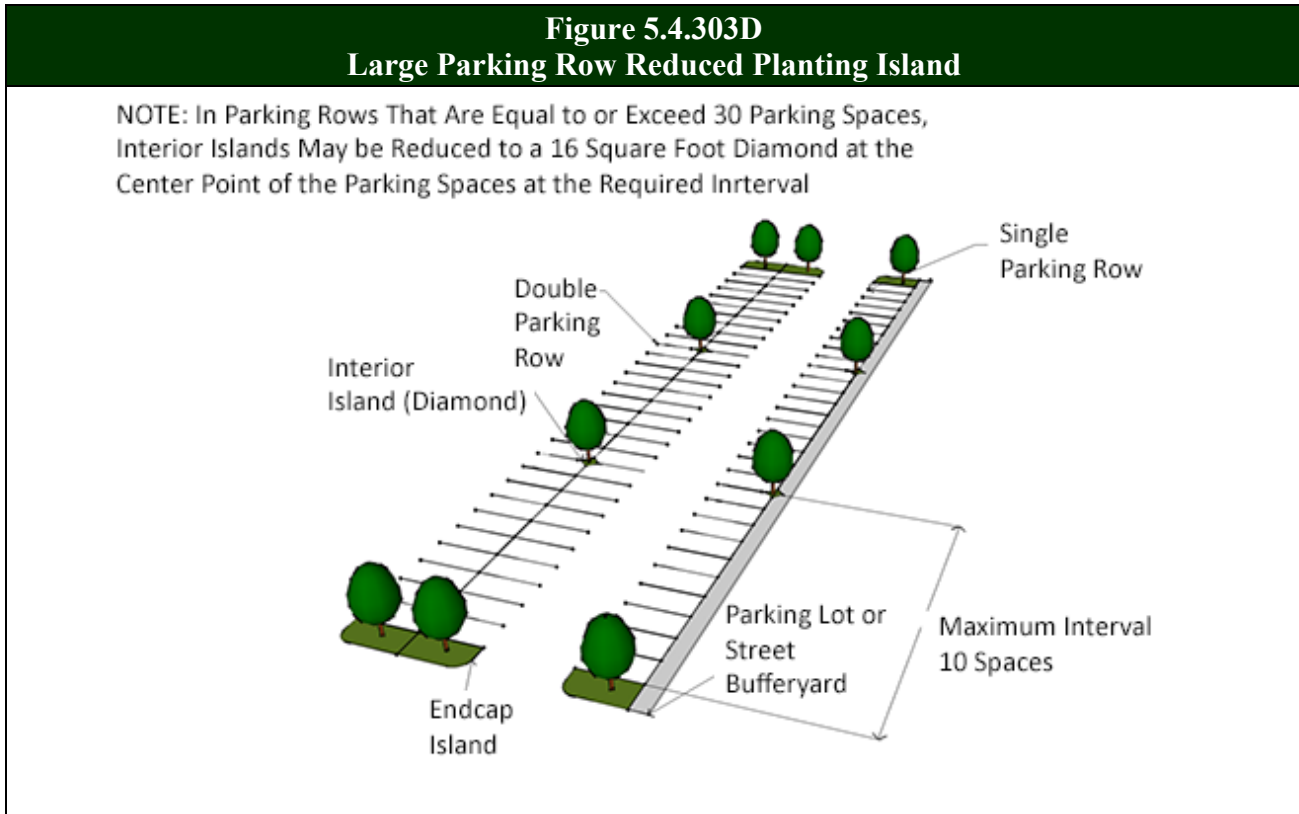 Figure 5.4.303D
Large Parking Row Reduced Planting Island
NOTE: In Parking Rows That Are Equal to or Exceed 30 Parking Spaces,
Interior Islands May be Reduced to a 16 Square Foot Diamond at the
Center Point of the Parking Spaces at the Required Inrterval
Single
Parking Row
Double
Parking
Row
Interior
Island (Diamond)
Parking Lot or
Street
Bufferyard
Maximum Interval
10 Spaces
Endcap
Island